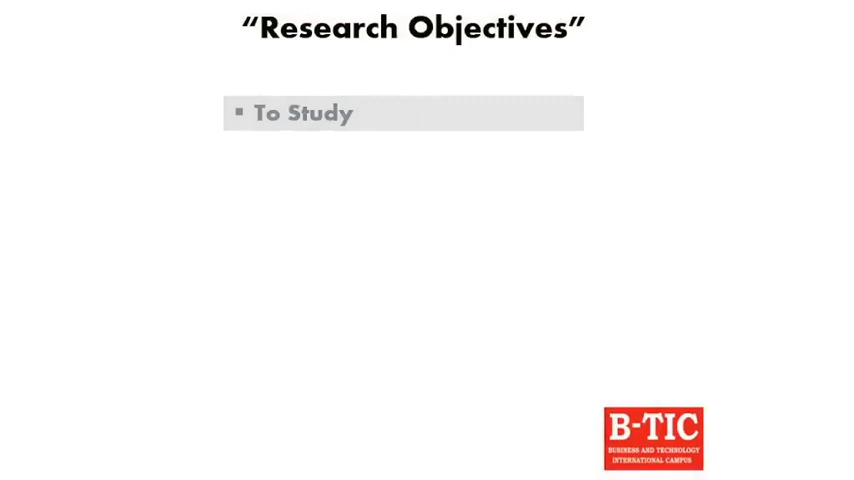 “Research Objectives”
▪ To Study
B-TIC
BUSINESS AND TECHNOLOGY
INTERNATIONAL CAMPUS